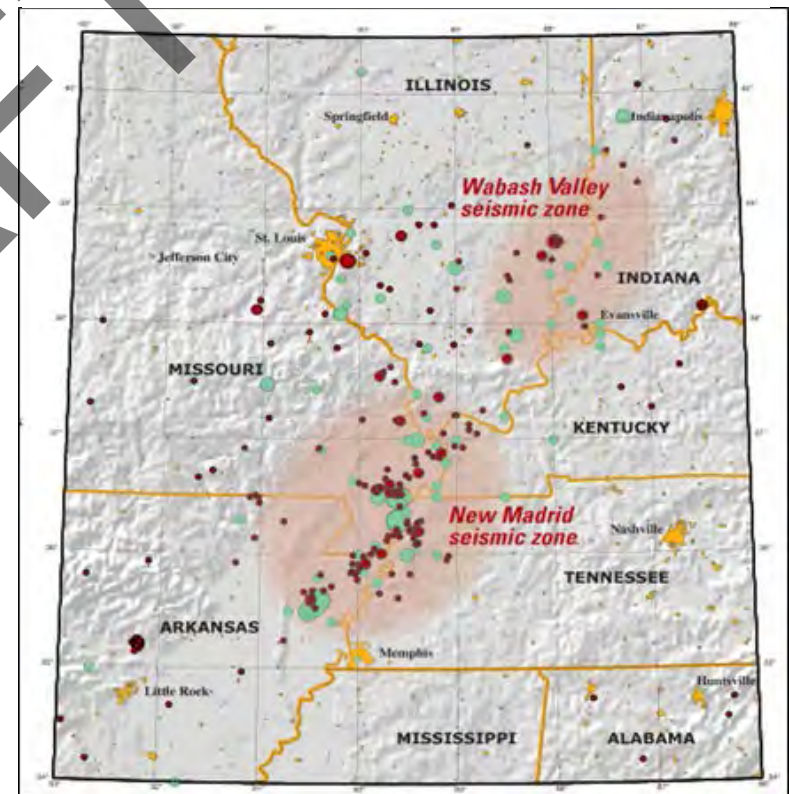 ILLINOIS
Springfield
Indianapolis
Wabash Valley
seismic zone
St. Louis
Jefferson City
INDIANA
Evansville
MISSOURI
KENTUCKY
New Madrid
seismic zone
Nashville
TENNESSEE
ARKANSAS
Memphis
Huntsville
Little Rock
MISSISSIPPI
ALABAMA